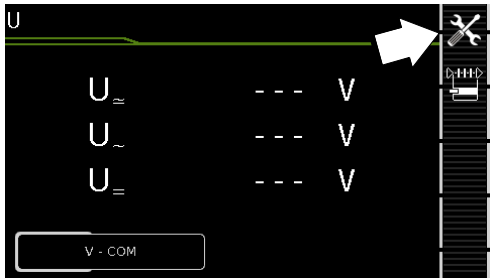 U
U≂ --- V
U~ --- V
U= --- V
V - COM